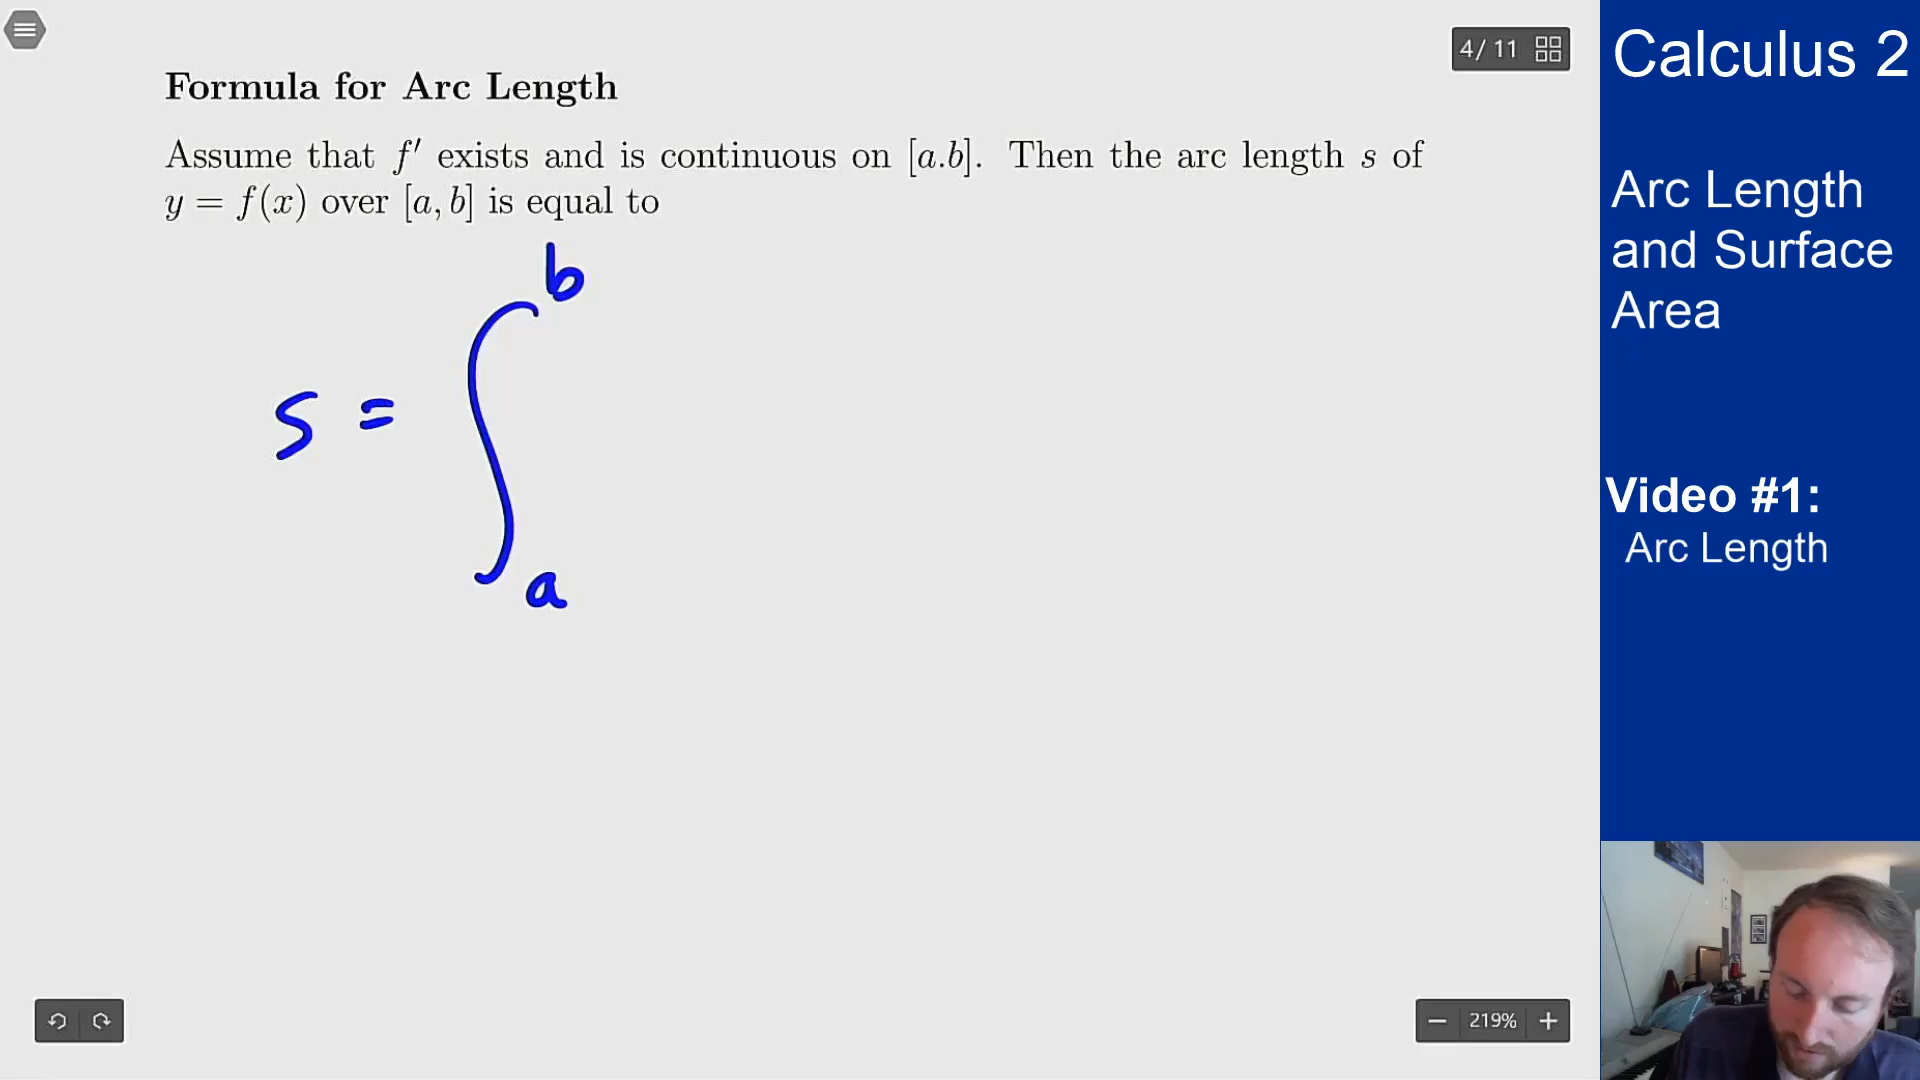 4/ 11
Formula for Arc Length
Assume that f′ exists and is continuous on [a.b]. Then the arc length s of
y = f(x) over [a, b] is equal to
s = ∫
b
a
219%
Calculus 2
Arc Length
and Surface
Area
Video #1:
Arc Length